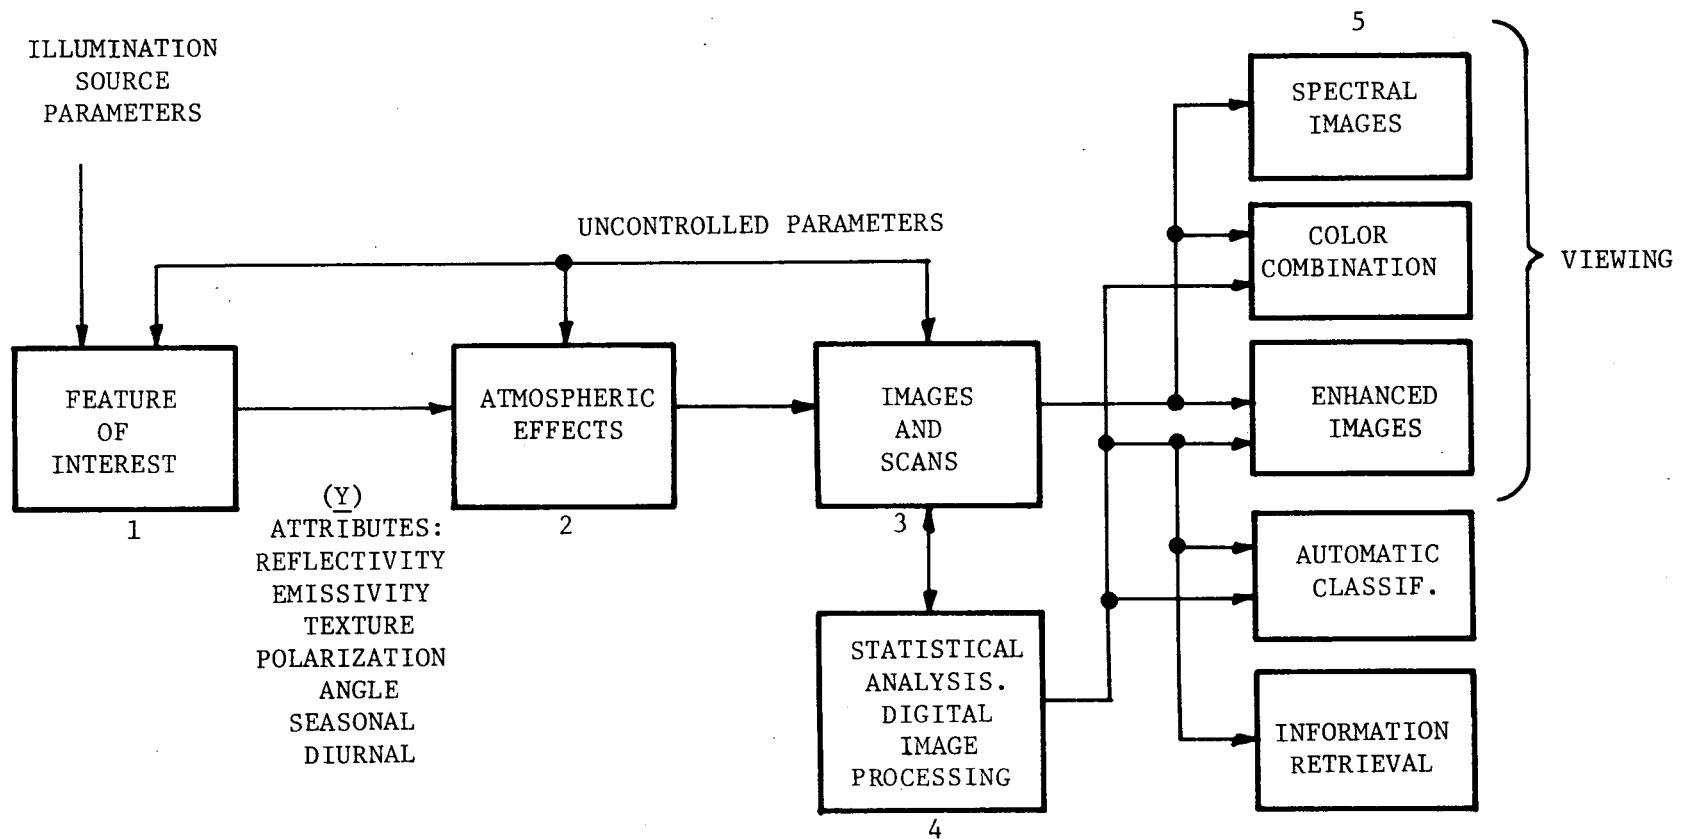 ILLUMINATION
SOURCE
PARAMETERS
UNCONTROLLED PARAMETERS
FEATURE
OF
INTEREST
1
(Y)
ATTRIBUTES:
REFLECTIVITY
EMISSIVITY
TEXTURE
POLARIZATION
ANGLE
SEASONAL
DIURNAL
ATMOSPHERIC
EFFECTS
2
IMAGES
AND
SCANS
3
STATISTICAL
ANALYSIS.
DIGITAL
IMAGE
PROCESSING
4
5
SPECTRAL
IMAGES
COLOR
COMBINATION
ENHANCED
IMAGES
VIEWING
AUTOMATIC
CLASSIF.
INFORMATION
RETRIEVAL